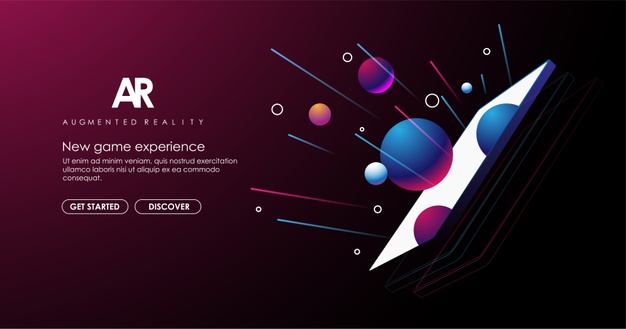 AR
AUGMENTED REALITY
New game experience
Ut enim ad minim veniam, quis nostrud exercitation
ullamco laboris nisi ut aliquip ex ea commodo
consequat.
GET STARTED
DISCOVER